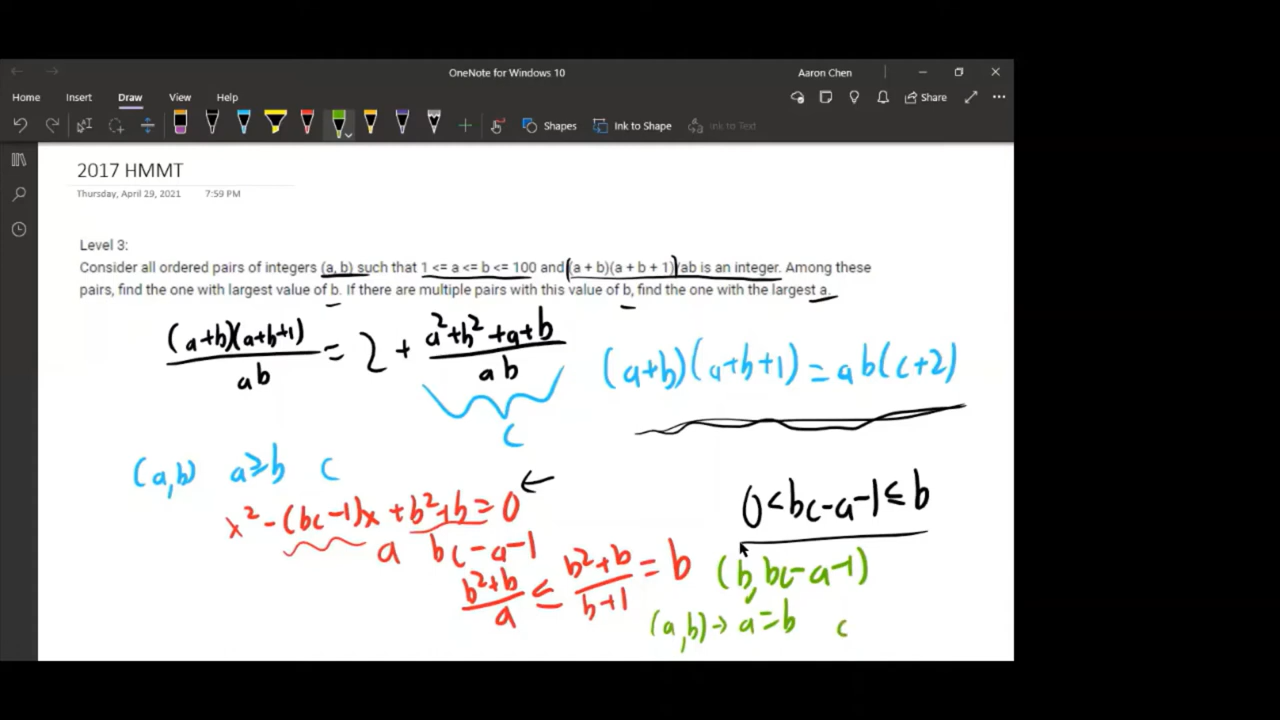 OneNote for Windows 10
Aaron Chen
Home Insert Draw View Help
Share
Shapes Ink to Shape Ink to Text
2017 HMMT
Thursday, April 29, 2021 7:59 PM
Level 3:
Consider all ordered pairs of integers (a, b) such that 1 <= a <= b <= 100 and (a + b)(a + b + 1)/ab is an integer. Among these
pairs, find the one with largest value of b. If there are multiple pairs with this value of b, find the one with the largest a.
(a+b)(a+b+1)/ab = 2 + (a²+b²+a+b)/ab
(a+b)(a+b+1) = ab(c+2)
c
(a,b) a≥b c
x² - (bc-1)x + b²+b = 0
0 < bc-a-1 ≤ b
a bc-a-1
(b²+b)/a ≤ (b²+b)/(b+1) = b
(b, bc-a-1)
(a,b) → a=b c